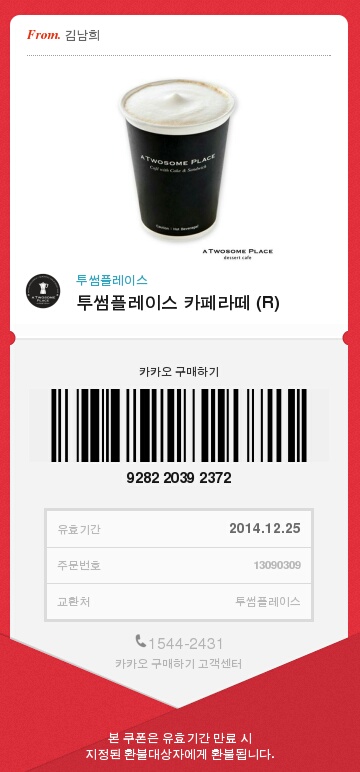 From. 김남희
A TWOSOME PLACE
Café with Cake & Sandwich
A TWOSOME PLACE
dessert cafe
투썸플레이스
A TWOSOME PLACE
투썸플레이스 카페라떼 (R)
카카오 구매하기
9282 2039 2372
유효기간 2014.12.25
주문번호 13090309
교환처 투썸플레이스
1544-2431
카카오 구매하기 고객센터
본 쿠폰은 유효기간 만료 시
지정된 환불대상자에게 환불됩니다.